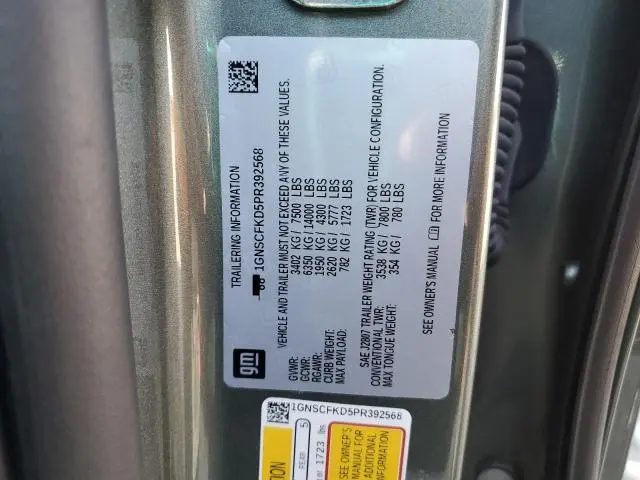 gm
TRAILERING INFORMATION
1GNSCFKD5PR392568
VEHICLE AND TRAILER MUST NOT EXCEED ANY OF THESE VALUES.
GVWR: 3402 KG / 7500 LBS
GCWR: 6350 KG / 14000 LBS
RGAWR: 1950 KG / 4300 LBS
CURB WEIGHT: 2620 KG / 5777 LBS
MAX PAYLOAD: 782 KG / 1723 LBS
SAE J2807 TRAILER WEIGHT RATING (TWR) FOR VEHICLE CONFIGURATION.
CONVENTIONAL TWR: 3538 KG / 7800 LBS
MAX TONGUE WEIGHT: 354 KG / 780 LBS
SEE OWNER'S MANUAL FOR MORE INFORMATION
1GNSCFKD5PR392568
REAR 5
1723 lbs
SEE OWNER'S
MANUAL FOR
ADDITIONAL
INFORMATION